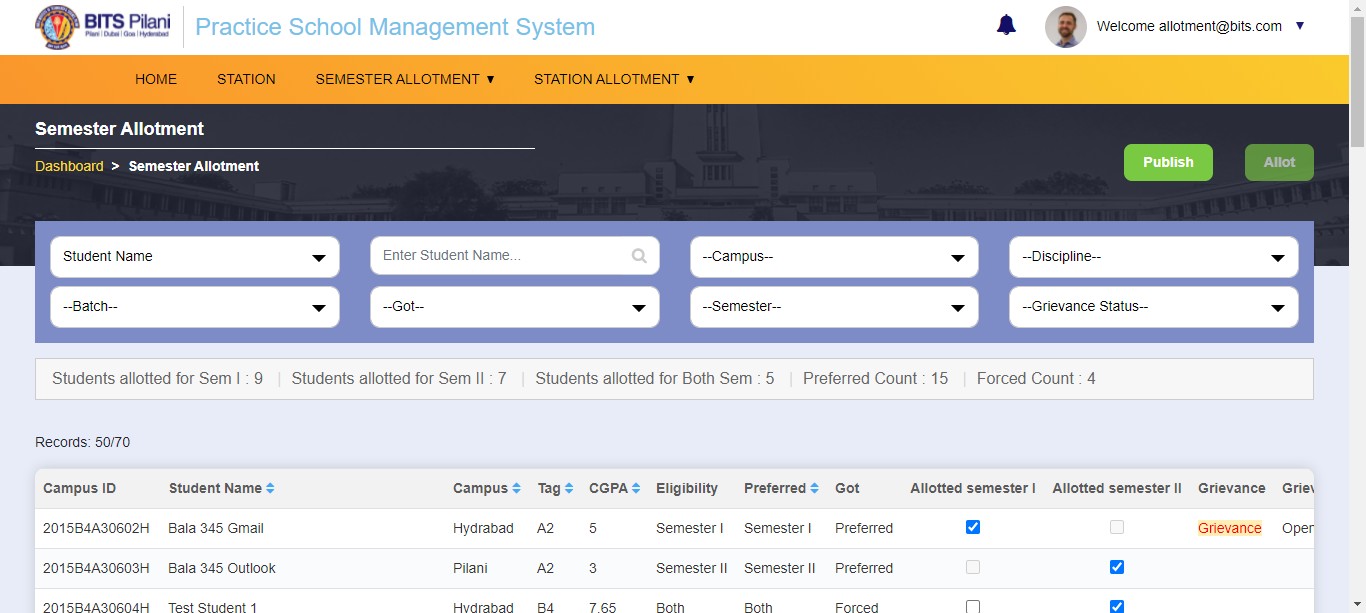 BITS Pilani
Pilani | Dubai | Goa | Hyderabad
Practice School Management System
Welcome allotment@bits.com ▼
HOME STATION SEMESTER ALLOTMENT ▼ STATION ALLOTMENT ▼
Semester Allotment
Dashboard > Semester Allotment
Publish Allot
Student Name Enter Student Name... --Campus-- --Discipline--
--Batch-- --Got-- --Semester-- --Grievance Status--
Students allotted for Sem I : 9 | Students allotted for Sem II : 7 | Students allotted for Both Sem : 5 | Preferred Count : 15 | Forced Count : 4
Records: 50/70
Campus ID Student Name Campus Tag CGPA Eligibility Preferred Got Allotted semester I Allotted semester II Grievance Griev
2015B4A30602H Bala 345 Gmail Hydrabad A2 5 Semester I Semester I Preferred Grievance Open
2015B4A30603H Bala 345 Outlook Pilani A2 3 Semester II Semester II Preferred
2015B4A30604H Test Student 1 Hydrabad B4 7.65 Both Both Forced